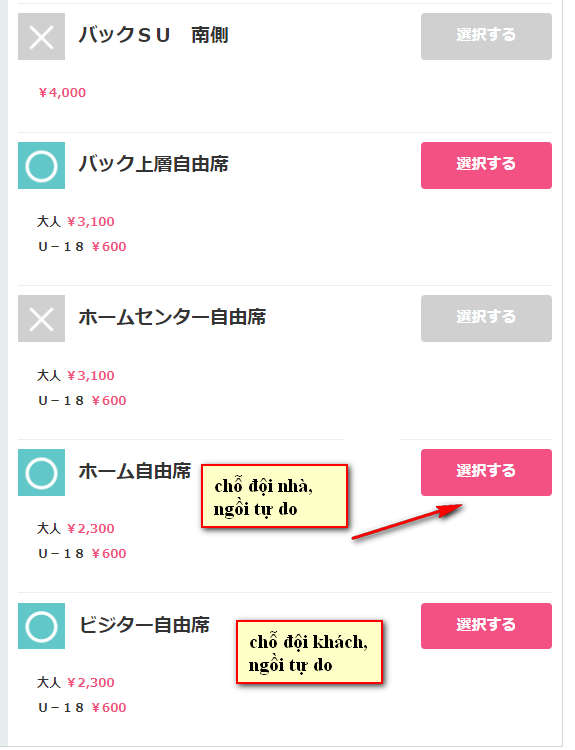 バックＳＵ　南側
選択する
￥4,000
バック上層自由席
選択する
大人 ￥3,100
Ｕ－１８ ￥600
ホームセンター自由席
選択する
大人 ￥3,100
Ｕ－１８ ￥600
ホーム自由席
選択する
chỗ đội nhà,
ngồi tự do
大人 ￥2,300
Ｕ－１８ ￥600
ビジター自由席
選択する
chỗ đội khách,
ngồi tự do
大人 ￥2,300
Ｕ－１８ ￥600